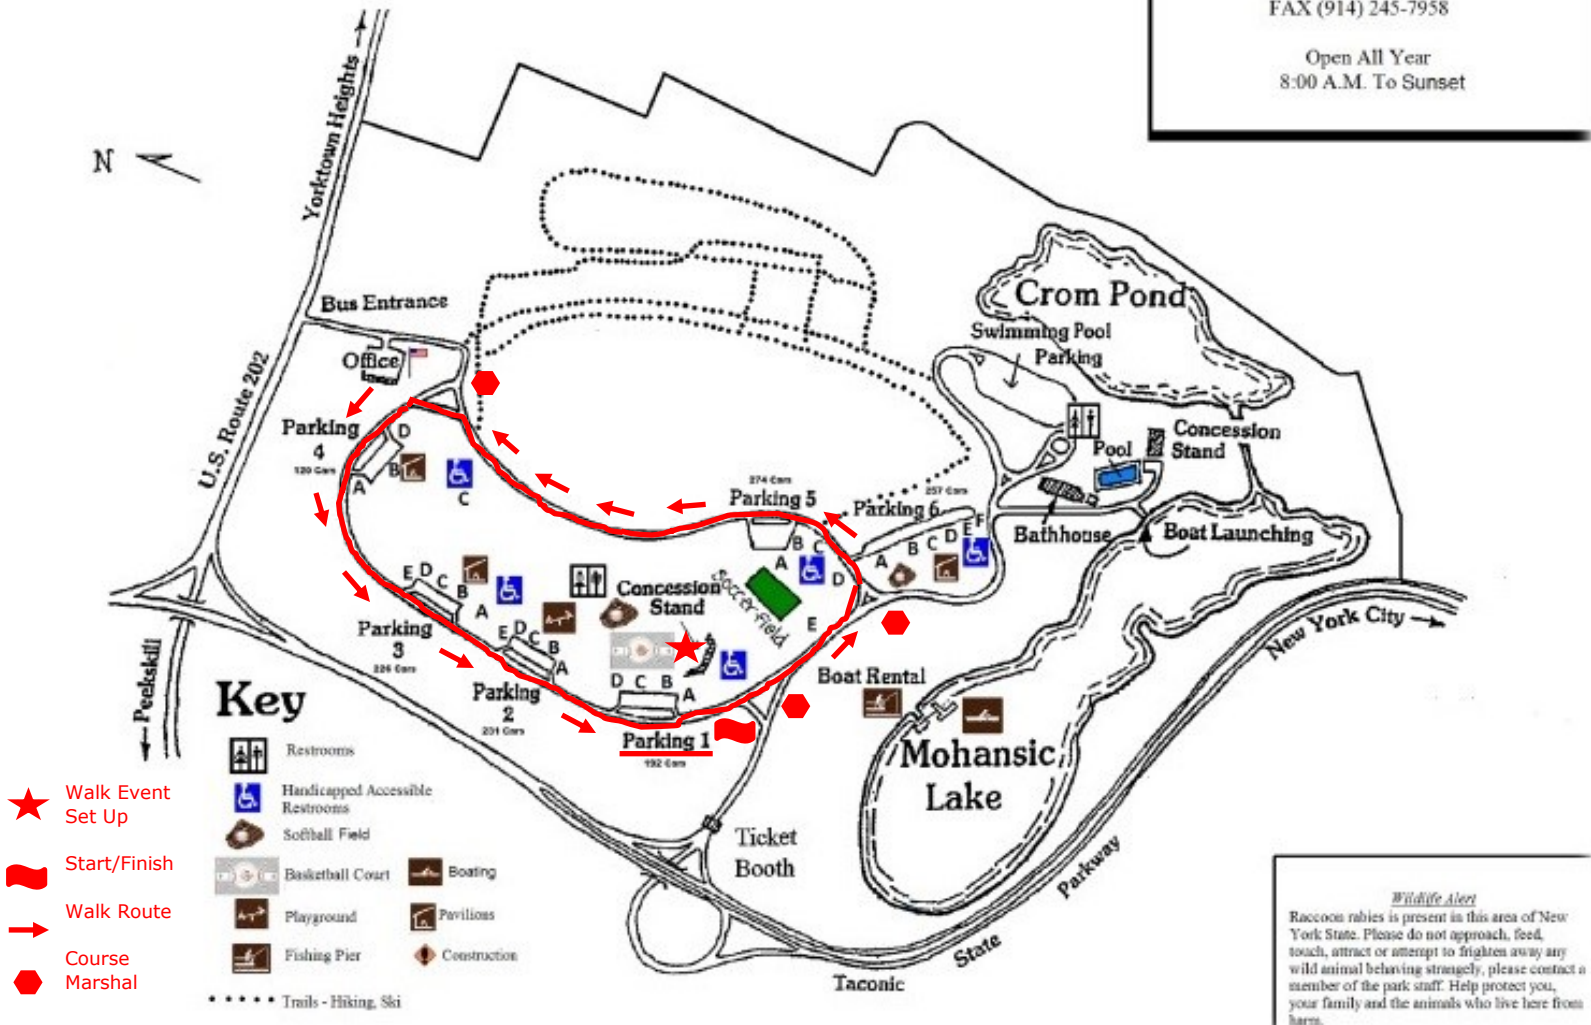 FAX (914) 245-7958
Open All Year
8:00 A.M. To Sunset
Yorktown Heights
N
Bus Entrance
Office
U.S. Route 202
Crom Pond
Swimming Pool
Parking
Parking
4
120 Cars
D
B
A
C
274 Cars
Parking 5
257 Cars
Parking 6
Pool
Concession
Stand
Bathhouse
Boat Launching
B
C
A
D
E
A
B
C
D
E
F
Concession
Stand
Soccer field
E
D
C
B
A
Parking
3
226 Cars
E
D
C
B
A
Parking
2
231 Cars
D
C
B
A
Parking 1
192 Cars
Boat Rental
New York City
Peekskill
Mohansic
Lake
Ticket
Booth
Taconic
State
Parkway
Key
Restrooms
Handicapped Accessible
Restrooms
Softball Field
Basketball Court
Boating
Playground
Pavilions
Fishing Pier
Construction
Trails - Hiking, Ski
Walk Event
Set Up
Start/Finish
Walk Route
Course
Marshal
Wildlife Alert
Raccoon rabies is present in this area of New
York State. Please do not approach, feed,
touch, attract or attempt to frighten away any
wild animal behaving strangely, please contact a
member of the park staff. Help protect you,
your family and the animals who live here from
harm.